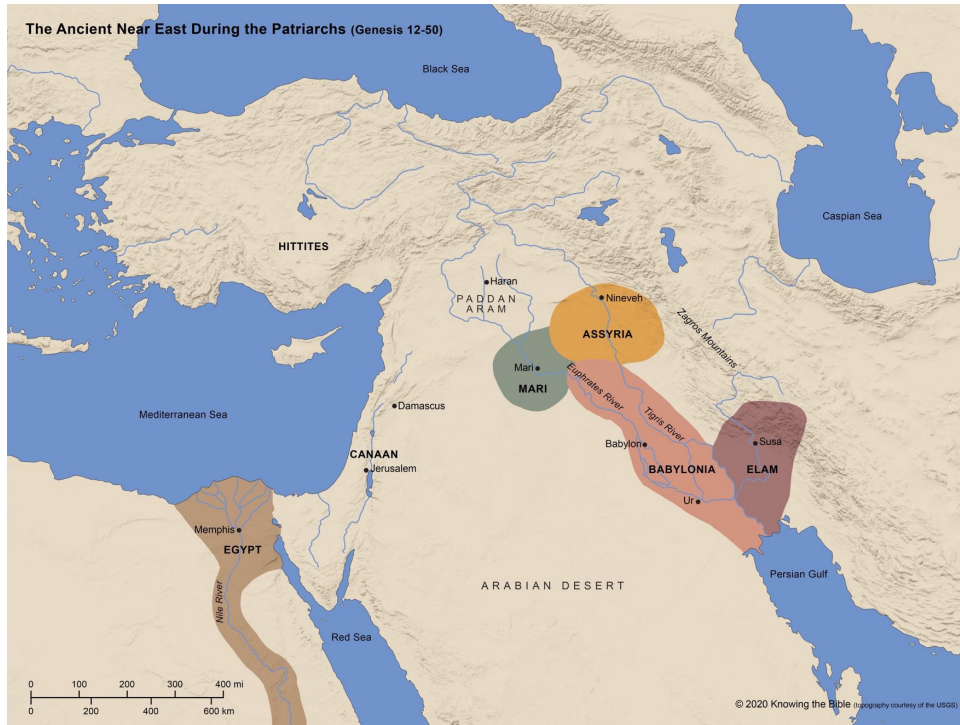 The Ancient Near East During the Patriarchs (Genesis 12-50)
Black Sea
Caspian Sea
HITTITES
Haran
PADDAN
ARAM
Nineveh
ASSYRIA
Zagros Mountains
Mari
MARI
Euphrates River
Tigris River
Mediterranean Sea
Damascus
CANAAN
Jerusalem
Babylon
BABYLONIA
Susa
ELAM
Ur
Memphis
EGYPT
Nile River
ARABIAN DESERT
Persian Gulf
Red Sea
0 100 200 300 400 mi
0 200 400 600 km
© 2020 Knowing the Bible (topography courtesy of the USGS)